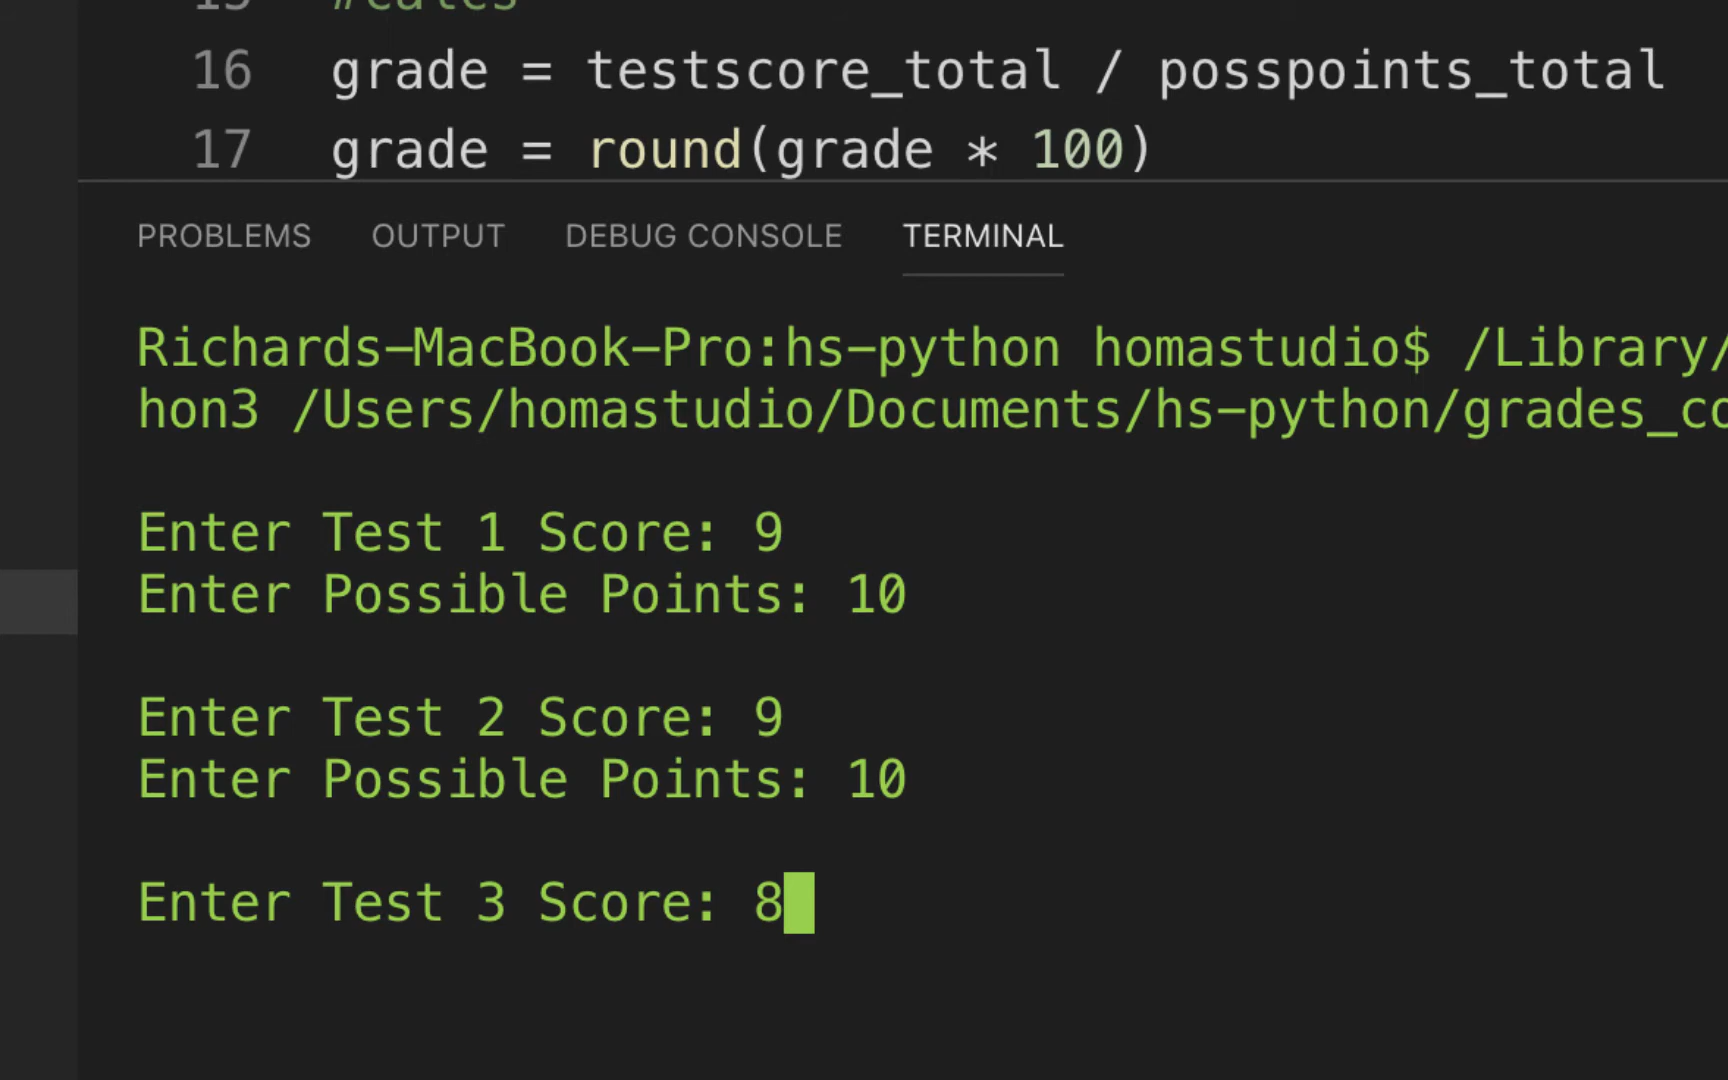 16 grade = testscore_total / posspoints_total
17 grade = round(grade * 100)
PROBLEMS OUTPUT DEBUG CONSOLE TERMINAL
Richards-MacBook-Pro:hs-python homastudio$ /Library/
hon3 /Users/homastudio/Documents/hs-python/grades_co
Enter Test 1 Score: 9
Enter Possible Points: 10
Enter Test 2 Score: 9
Enter Possible Points: 10
Enter Test 3 Score: 8